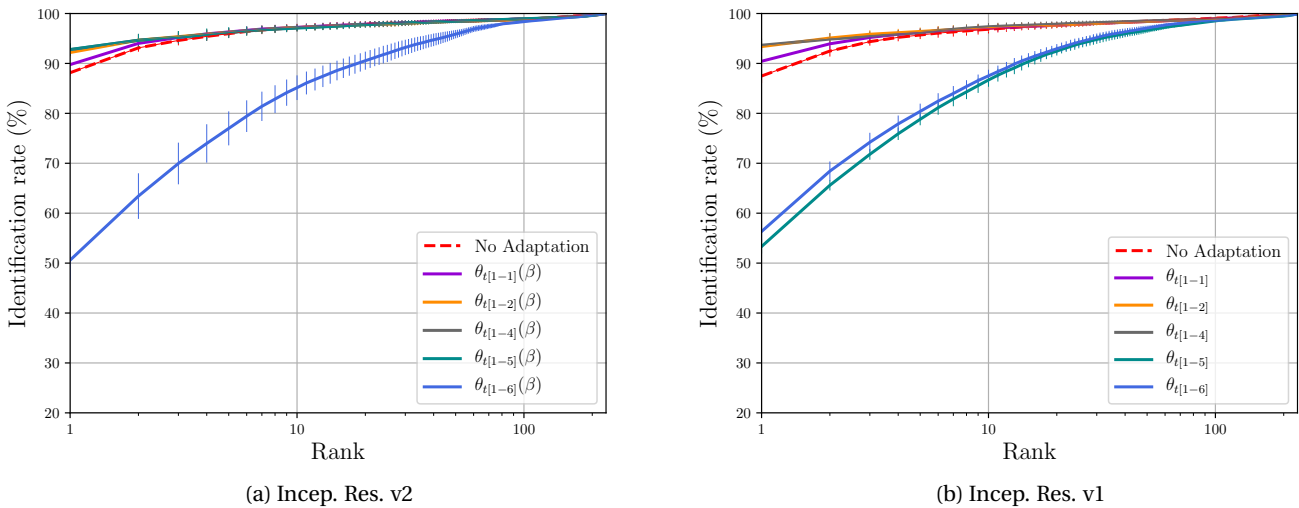 Identification rate (%)
100
90
80
70
60
50
40
30
20
1
10
100
Rank
No Adaptation
θt[1−1](β)
θt[1−2](β)
θt[1−4](β)
θt[1−5](β)
θt[1−6](β)
(a) Incep. Res. v2
Identification rate (%)
100
90
80
70
60
50
40
30
20
1
10
100
Rank
No Adaptation
θt[1−1]
θt[1−2]
θt[1−4]
θt[1−5]
θt[1−6]
(b) Incep. Res. v1